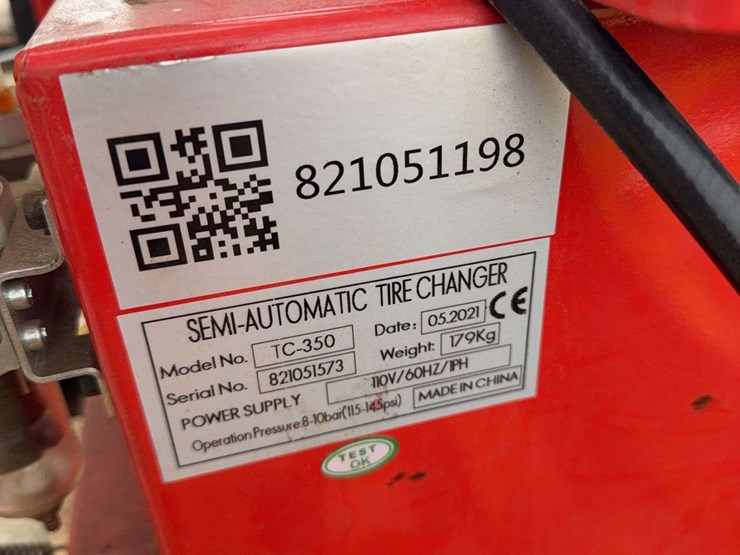 821051198
SEMI-AUTOMATIC TIRE CHANGER
Model No. TC-350 Date: 05.2021 CE
Serial No. 821051573 Weight: 179Kg
POWER SUPPLY 110V/60HZ/1PH
Operation Pressure:8-10bar(115-145psi) MADE IN CHINA
TEST
OK